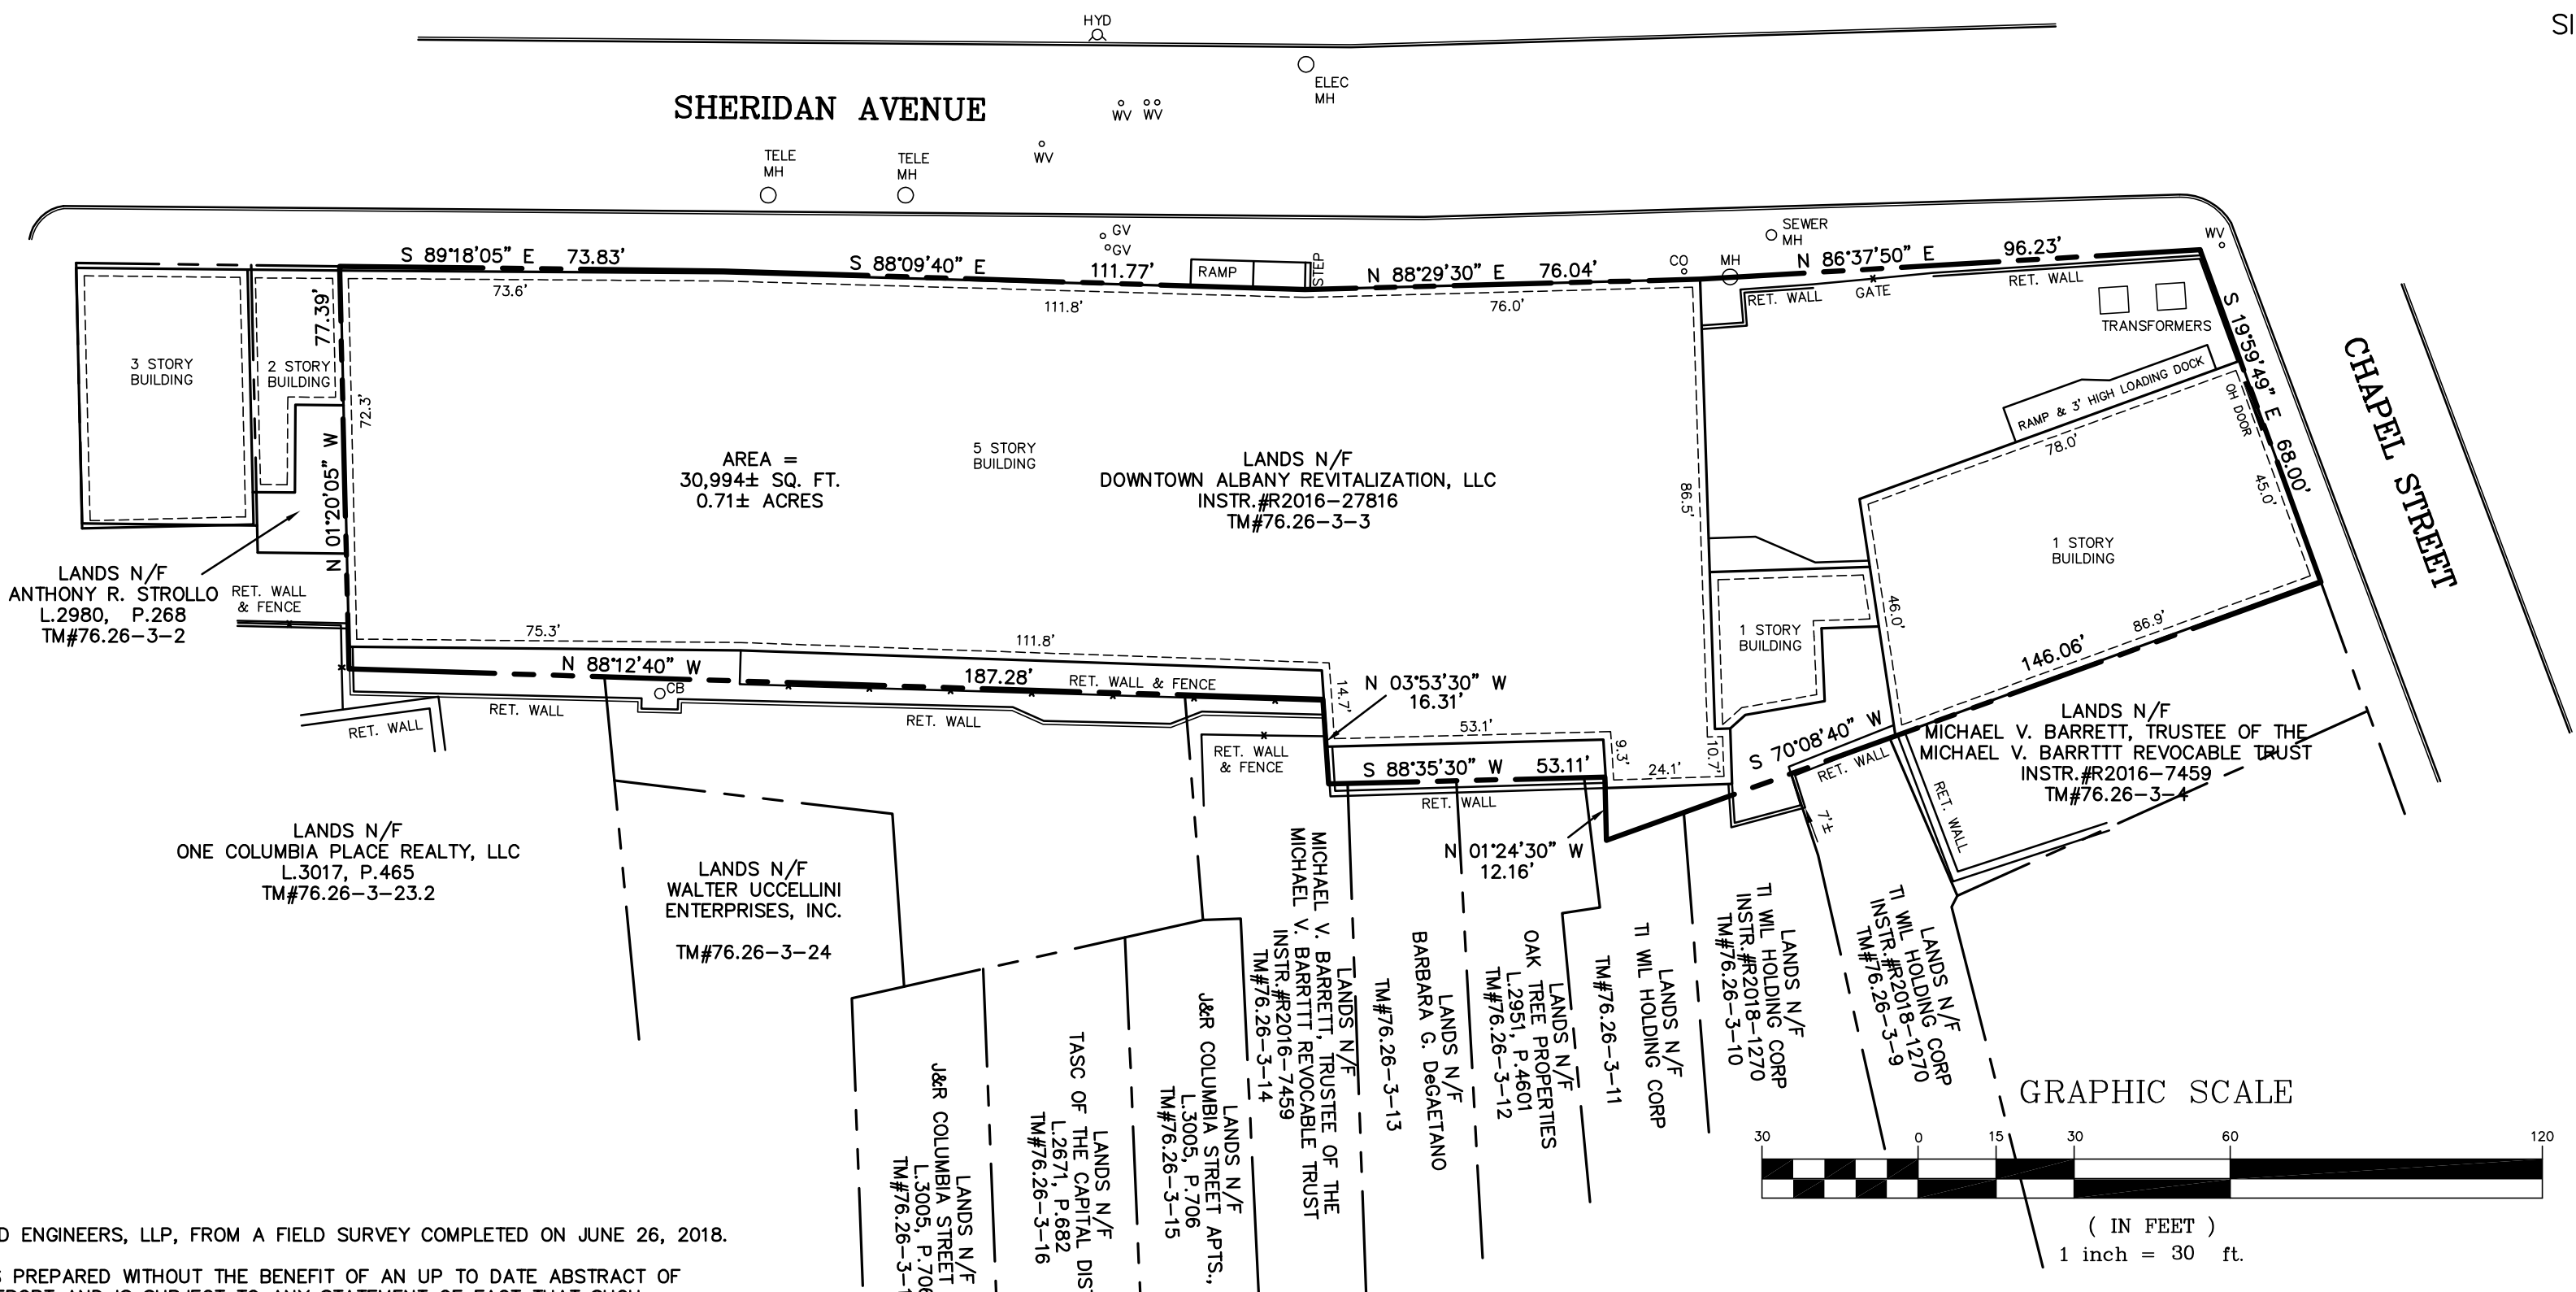 SI
HYD
ELEC
MH
SHERIDAN AVENUE
WV
WV
WV
TELE
MH
TELE
MH
GV
GV
SEWER
MH
WV
S 89°18'05" E 73.83'
S 88°09'40" E 111.77'
RAMP
STEP
N 88°29'30" E 76.04'
CO
MH
N 86°37'50" E 96.23'
RET. WALL
GATE
RET. WALL
73.6'
111.8'
76.0'
TRANSFORMERS
S 19°59'49" E 68.00'
CHAPEL STREET
77.39'
N 01°20'05" W
72.3'
3 STORY
BUILDING
2 STORY
BUILDING
RAMP & 3' HIGH LOADING DOCK
OH DOOR
78.0'
45.0'
AREA =
30,994± SQ. FT.
0.71± ACRES
5 STORY
BUILDING
LANDS N/F
DOWNTOWN ALBANY REVITALIZATION, LLC
INSTR.#R2016-27816
TM#76.26-3-3
86.5'
1 STORY
BUILDING
LANDS N/F
ANTHONY R. STROLLO
L.2980, P.268
TM#76.26-3-2
RET. WALL
& FENCE
1 STORY
BUILDING
46.0'
86.9'
146.06'
75.3'
111.8'
N 88°12'40" W
187.28'
RET. WALL & FENCE
CB
RET. WALL
RET. WALL
RET. WALL
14.7'
N 03°53'30" W
16.31'
53.1'
9.3'
24.1'
10.7'
RET. WALL
& FENCE
S 88°35'30" W 53.11'
RET. WALL
S 70°08'40" W
RET. WALL
RET. WALL
7'±
LANDS N/F
MICHAEL V. BARRETT, TRUSTEE OF THE
MICHAEL V. BARRTTT REVOCABLE TRUST
INSTR.#R2016-7459
TM#76.26-3-4
N 01°24'30" W
12.16'
LANDS N/F
ONE COLUMBIA PLACE REALTY, LLC
L.3017, P.465
TM#76.26-3-23.2
LANDS N/F
WALTER UCCELLINI
ENTERPRISES, INC.
TM#76.26-3-24
LANDS N/F
J&R COLUMBIA STREET
L.3005, P.706
TM#76.26-3-1
LANDS N/F
TASC OF THE CAPITAL DIST
L.2671, P.682
TM#76.26-3-16
LANDS N/F
J&R COLUMBIA STREET APTS.,
L.3005, P.706
TM#76.26-3-15
LANDS N/F
MICHAEL V. BARRETT, TRUSTEE OF THE
MICHAEL V. BARRTTT REVOCABLE TRUST
INSTR.#R2016-7459
TM#76.26-3-14
LANDS N/F
BARBARA G. DeGAETANO
TM#76.26-3-13
LANDS N/F
OAK TREE PROPERTIES
L.2951, P.4601
TM#76.26-3-12
LANDS N/F
TI WIL HOLDING CORP
TM#76.26-3-11
LANDS N/F
TI WIL HOLDING CORP
INSTR.#R2018-1270
TM#76.26-3-10
LANDS N/F
TI WIL HOLDING CORP
INSTR.#R2018-1270
TM#76.26-3-9
GRAPHIC SCALE
30 0 15 30 60 120
( IN FEET )
1 inch = 30 ft.
D ENGINEERS, LLP, FROM A FIELD SURVEY COMPLETED ON JUNE 26, 2018.
PREPARED WITHOUT THE BENEFIT OF AN UP TO DATE ABSTRACT OF
AND IS SUBJECT TO ANY STATEMENT OF FACT THAT SUCH